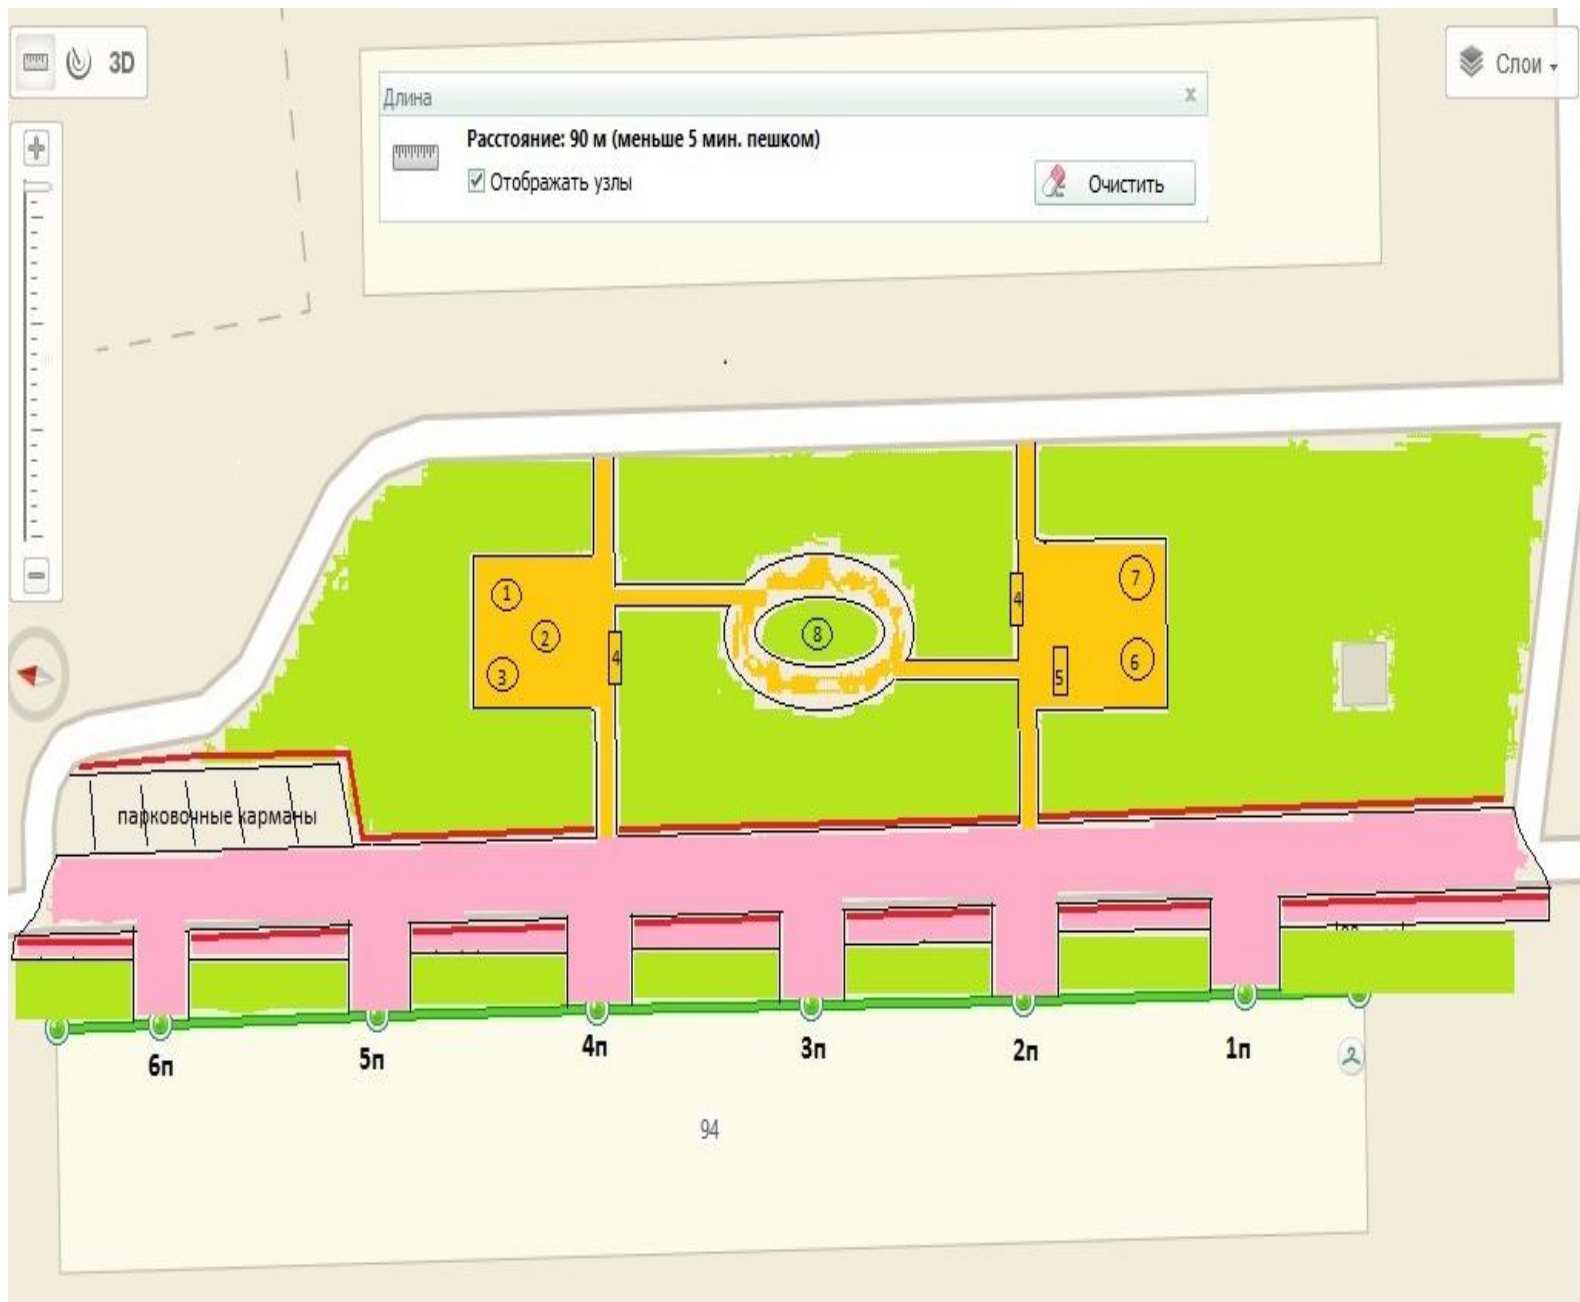 3D
Слои
Длина
x
Расстояние: 90 м (меньше 5 мин. пешком)
Отображать узлы
Очистить
1
2
3
4
8
4
5
7
6
парковочные карманы
6п
5п
4п
3п
2п
1п
94